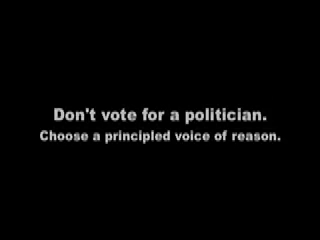 Don't vote for a politician.
Choose a principled voice of reason.